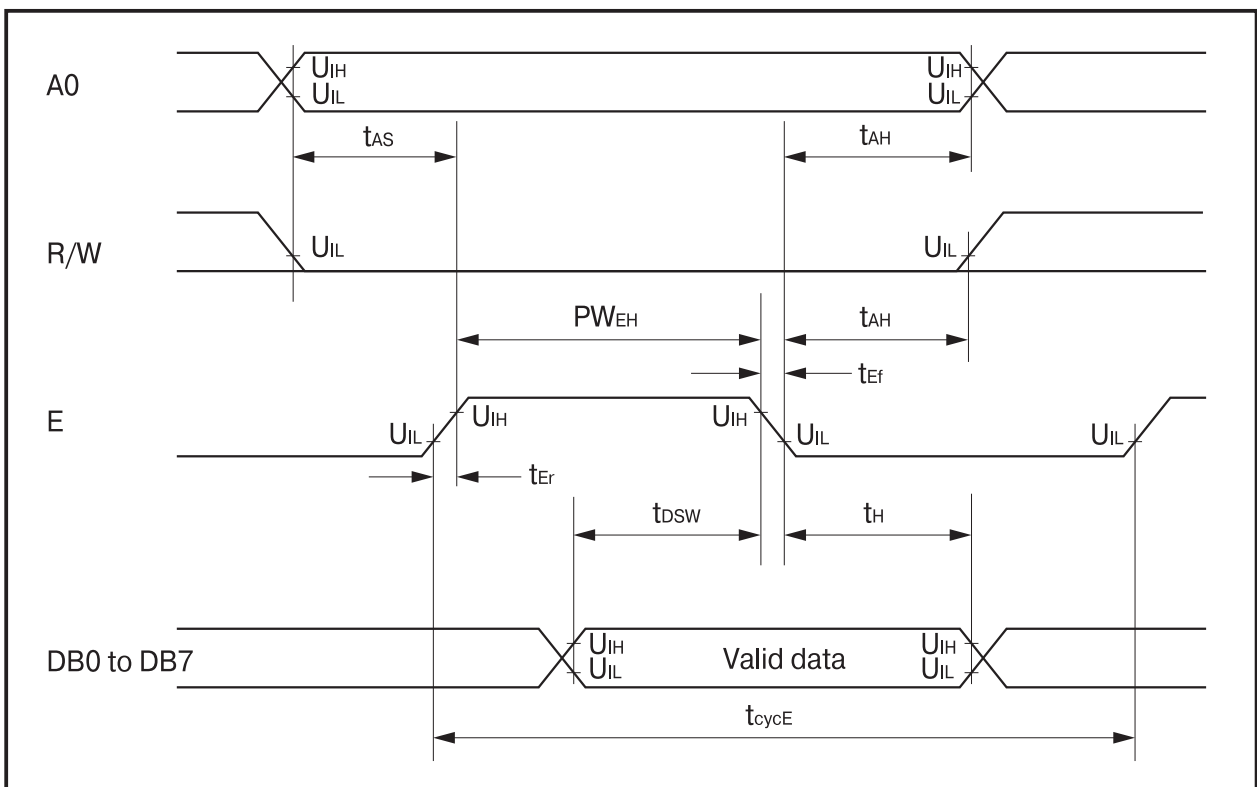 A0
UIH
UIL
UIH
UIL
tAS
tAH
R/W
UIL
UIL
PWEH
tAH
tEf
E
UIL
UIH
UIH
UIL
UIL
tEr
tDSW
tH
DB0 to DB7
UIH
UIL
Valid data
UIH
UIL
tcycE